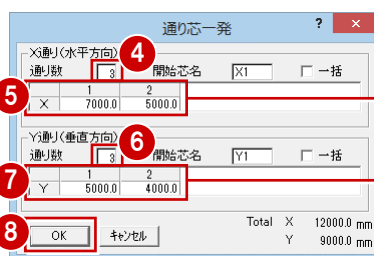 通り芯一発 ? ×
X通り(水平方向) 4
通り数 3 開始芯名 X1 一括
5 1 2
X 7000.0 5000.0
Y通り(垂直方向) 6
通り数 3 開始芯名 Y1 一括
7 1 2
Y 5000.0 4000.0
8 OK キャンセル Total X 12000.0 mm
Y 9000.0 mm